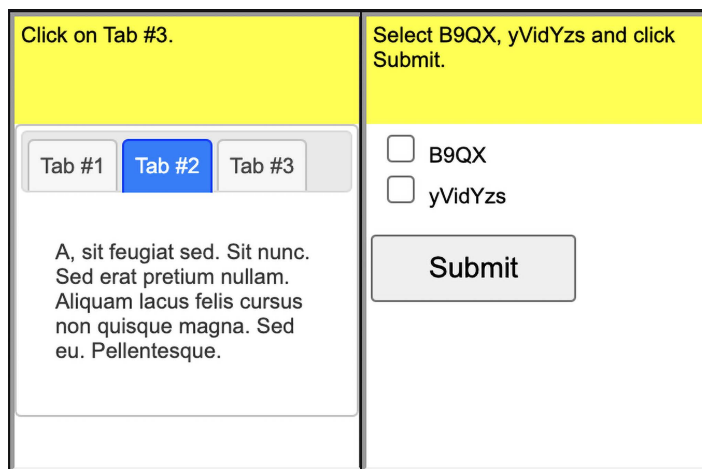 Click on Tab #3.
Tab #1 Tab #2 Tab #3
A, sit feugiat sed. Sit nunc.
Sed erat pretium nullam.
Aliquam lacus felis cursus
non quisque magna. Sed
eu. Pellentesque.
Select B9QX, yVidYzs and click
Submit.
B9QX
yVidYzs
Submit